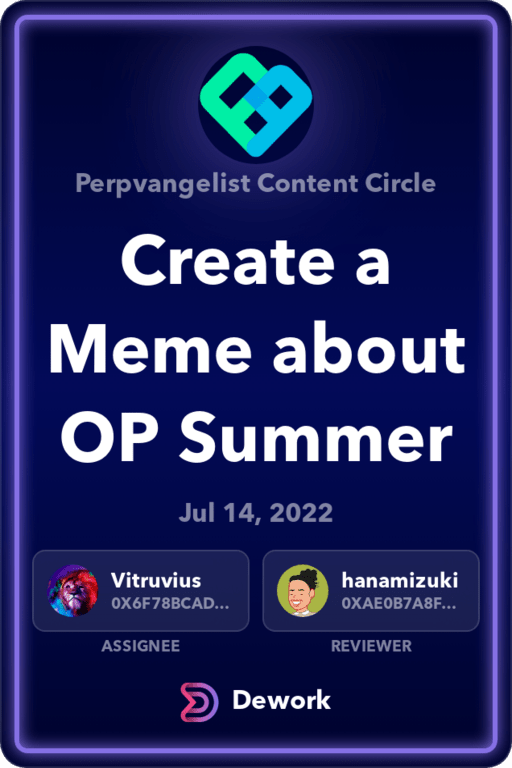 Perpvangelist Content Circle
Create a
Meme about
OP Summer
Jul 14, 2022
Vitruvius
0X6F78BCAD...
ASSIGNEE
hanamizuki
0XAE0B7A8F...
REVIEWER
Dework